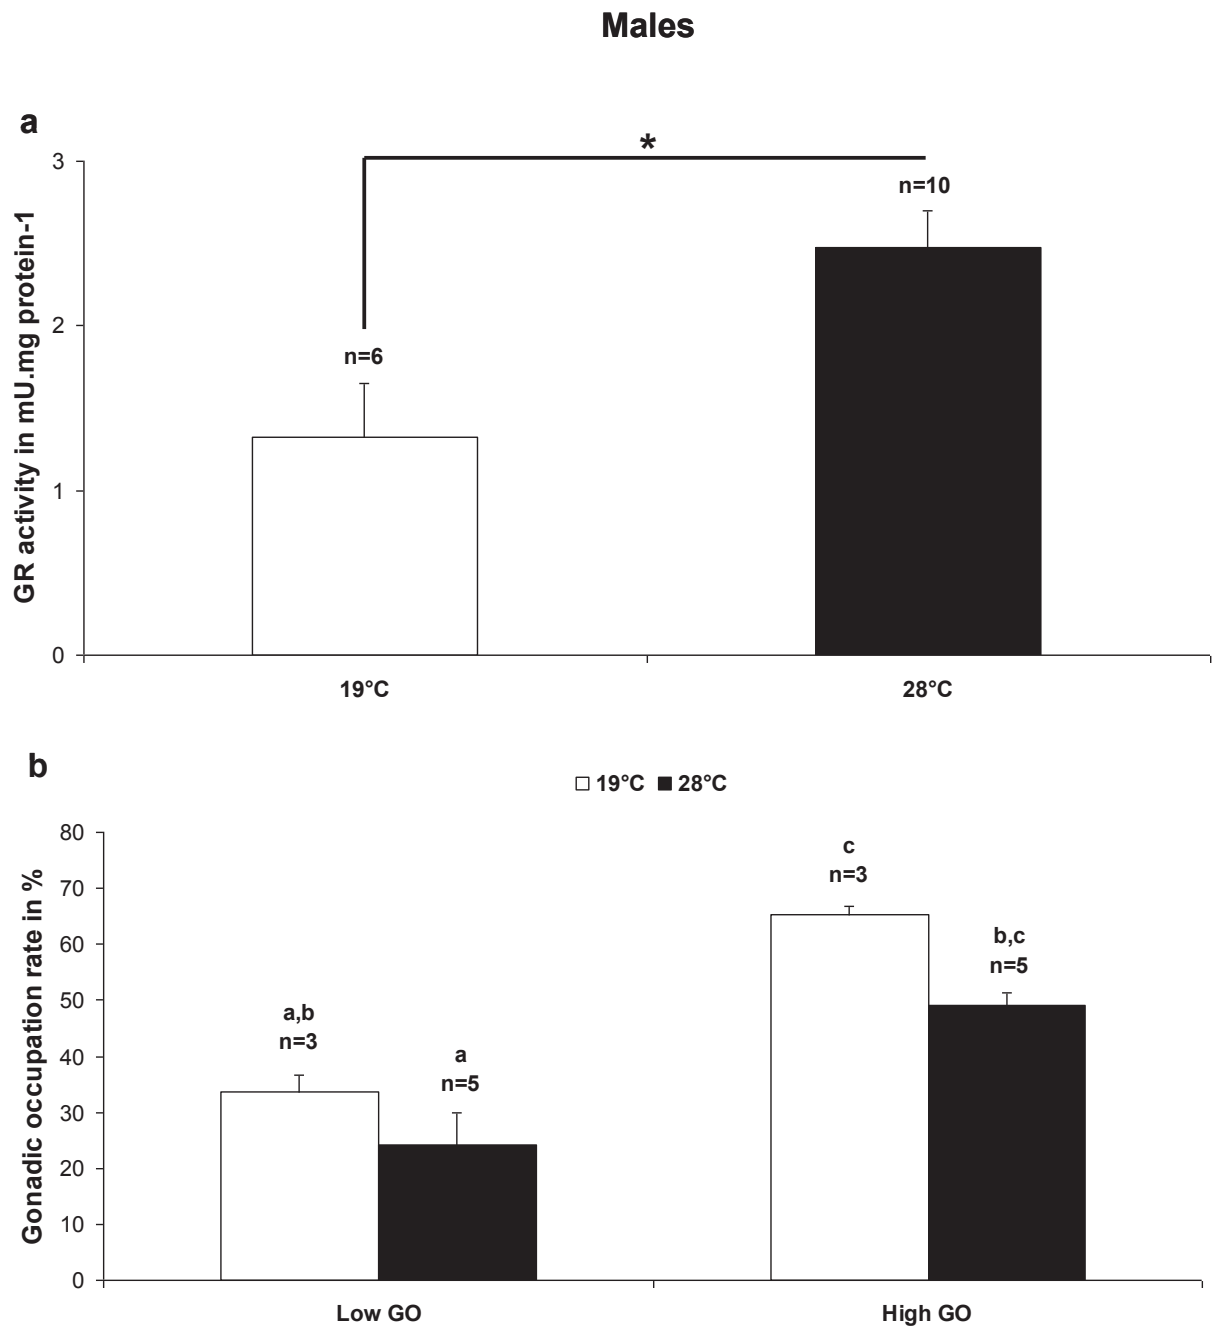 Males
a
*
3
n=10
2
n=6
1
0
GR activity in mU.mg protein-1
19°C
28°C
b
19°C 28°C
80
70
60
50
40
30
20
10
0
Gonadic occupation rate in %
c
n=3
b,c
n=5
a,b
n=3
a
n=5
Low GO
High GO